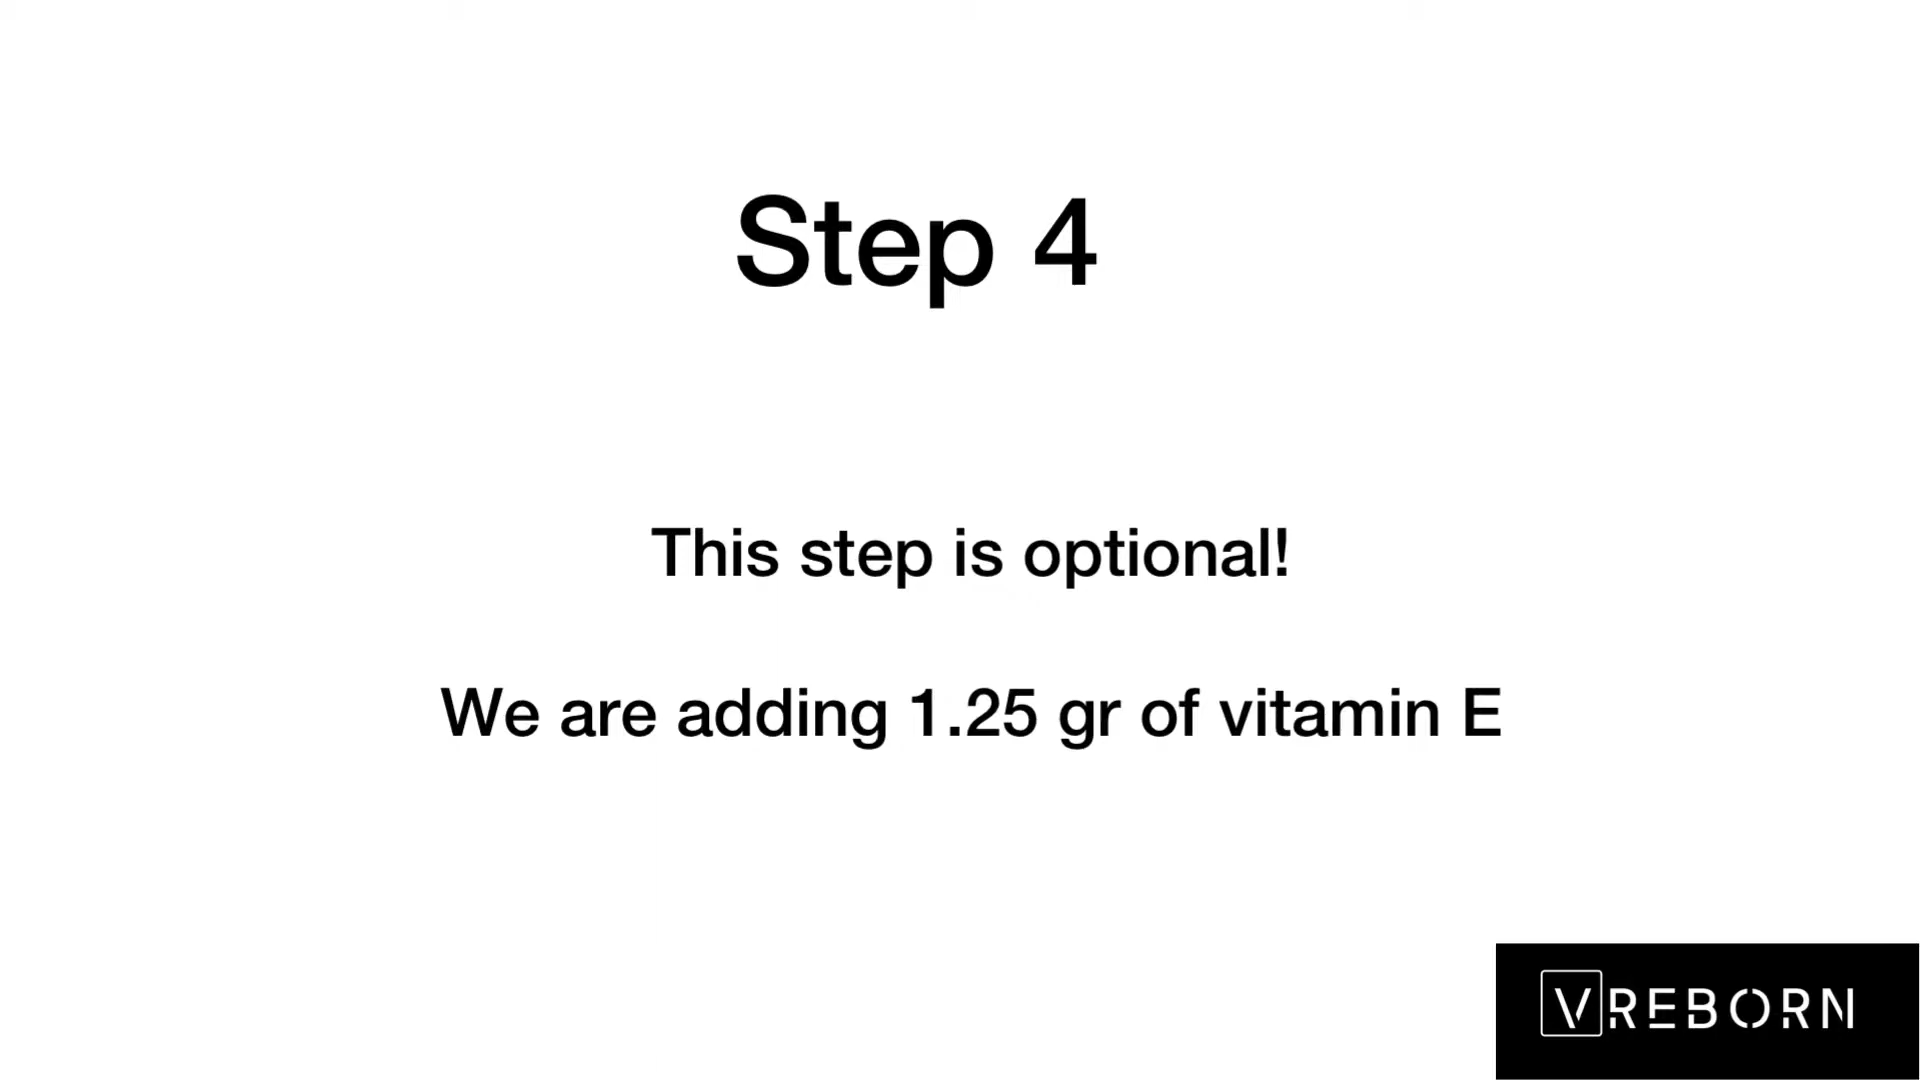 Step 4
This step is optional!
We are adding 1.25 gr of vitamin E
VREBORN